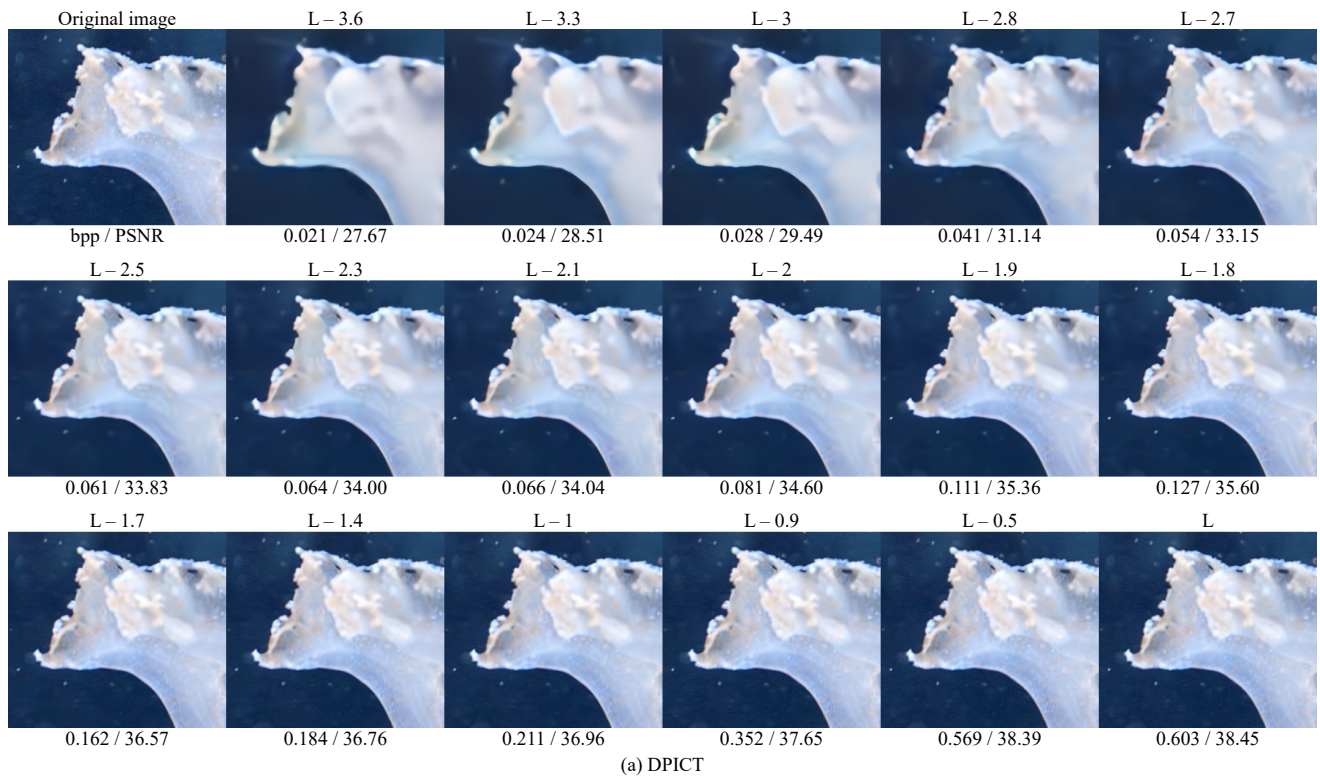 Original image L – 3.6 L – 3.3 L – 3 L – 2.8 L – 2.7
bpp / PSNR 0.021 / 27.67 0.024 / 28.51 0.028 / 29.49 0.041 / 31.14 0.054 / 33.15
L – 2.5 L – 2.3 L – 2.1 L – 2 L – 1.9 L – 1.8
0.061 / 33.83 0.064 / 34.00 0.066 / 34.04 0.081 / 34.60 0.111 / 35.36 0.127 / 35.60
L – 1.7 L – 1.4 L – 1 L – 0.9 L – 0.5 L
0.162 / 36.57 0.184 / 36.76 0.211 / 36.96 0.352 / 37.65 0.569 / 38.39 0.603 / 38.45
(a) DPICT